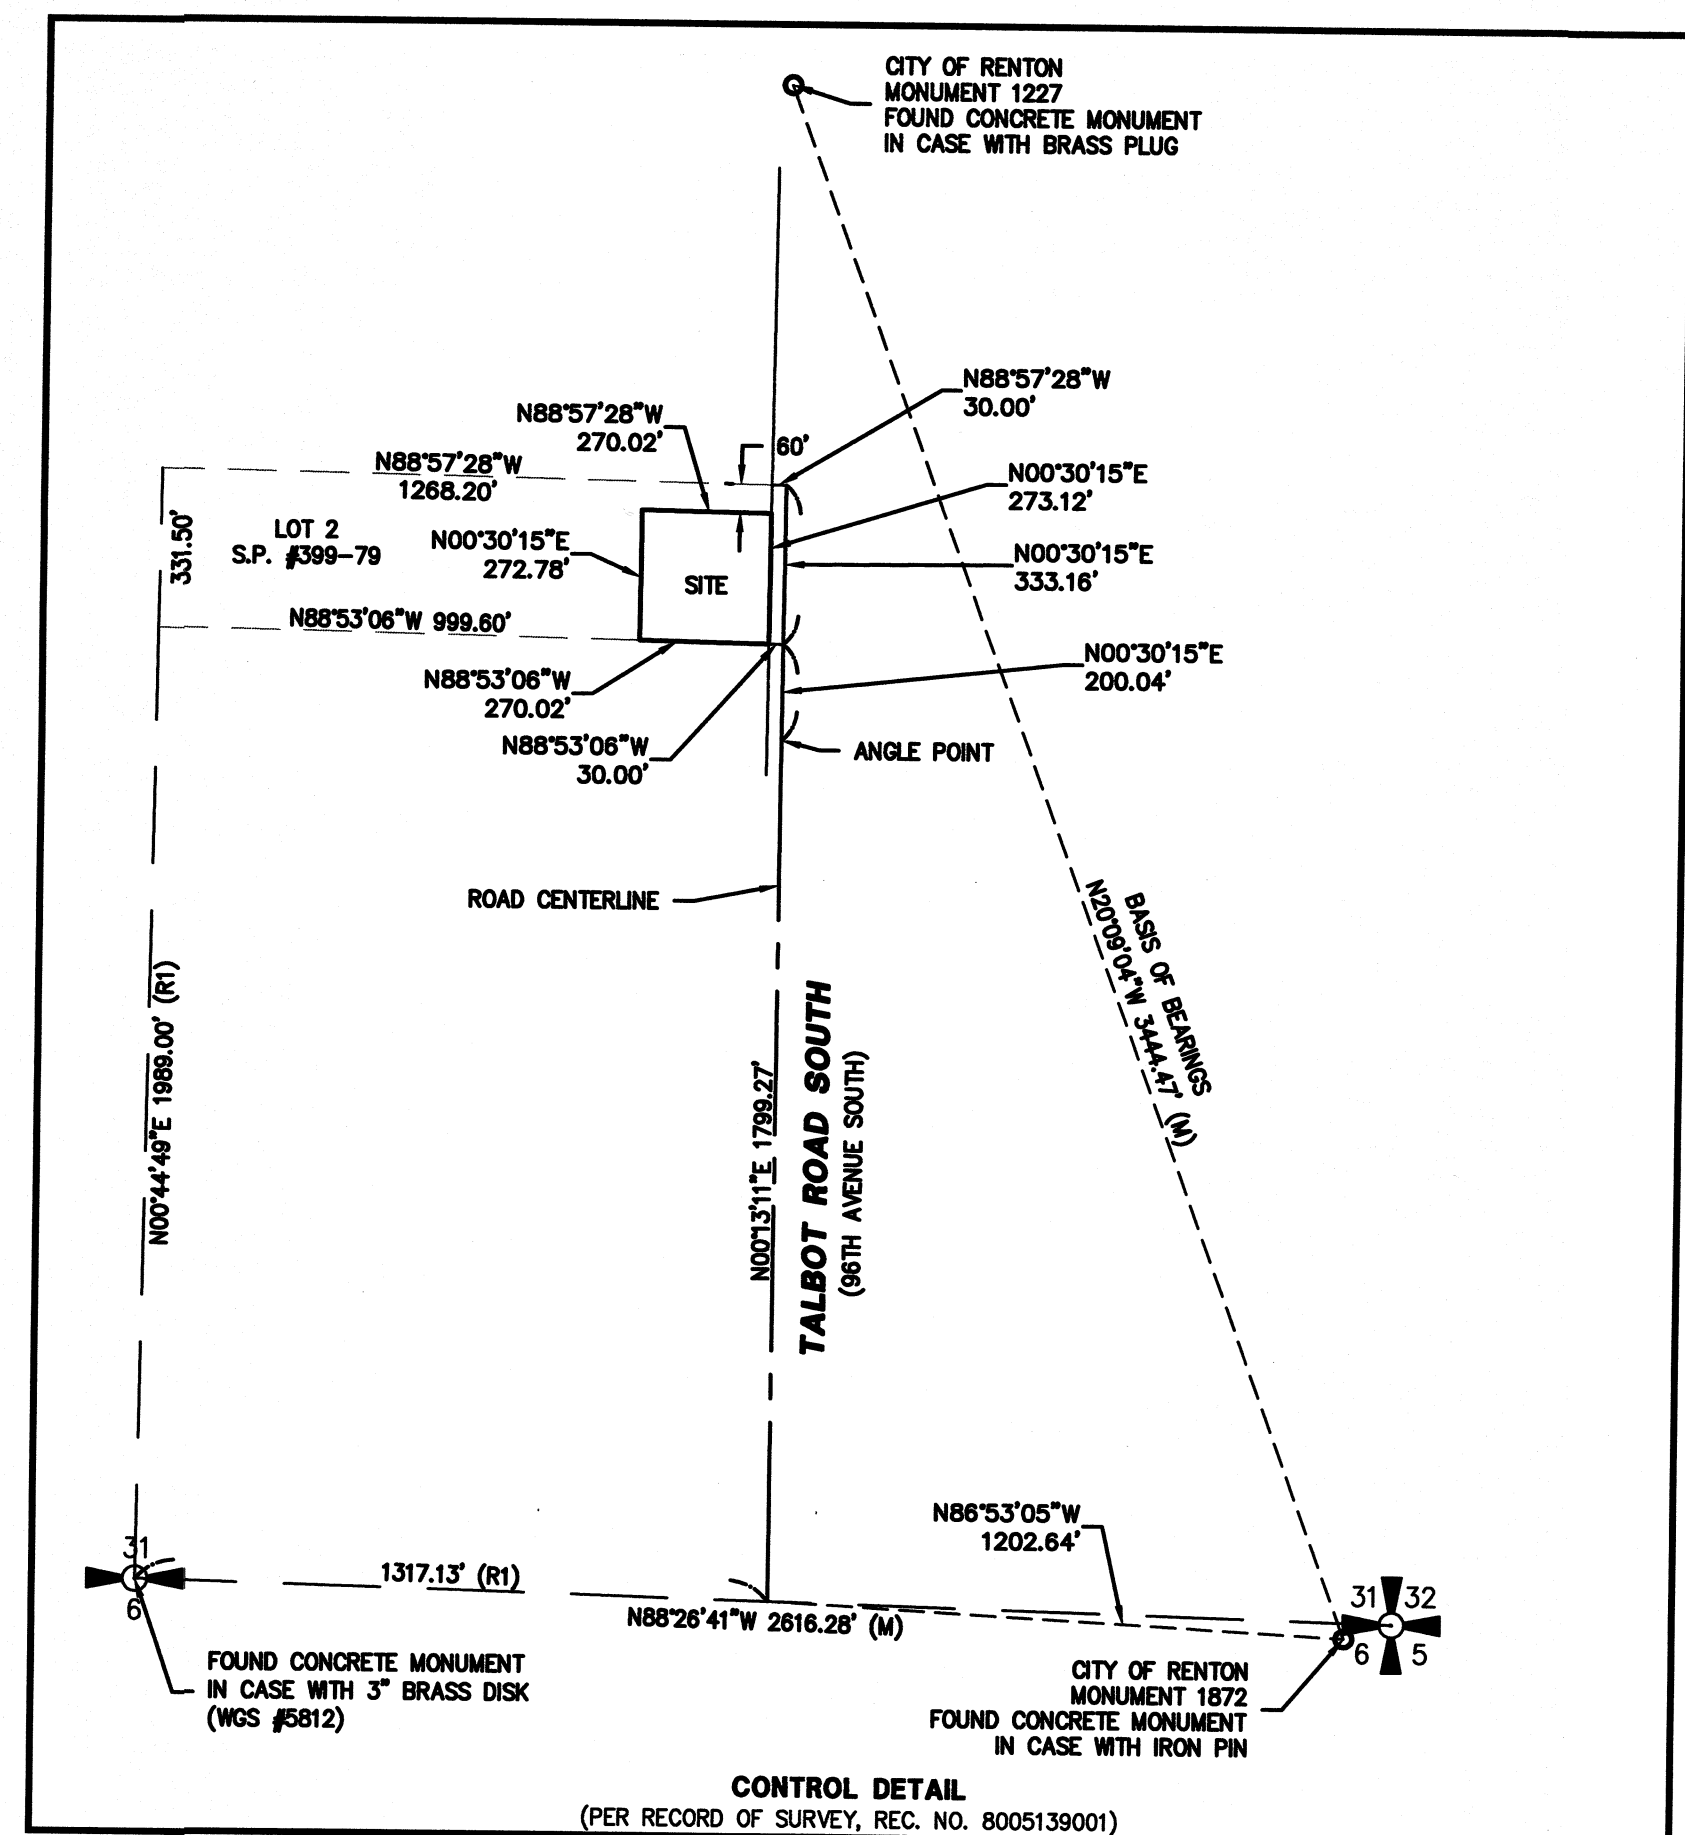 CITY OF RENTON
MONUMENT 1227
FOUND CONCRETE MONUMENT
IN CASE WITH BRASS PLUG
N88°57'28"W
30.00'
N88°57'28"W
270.02'
60'
N88°57'28"W
1268.20'
N00°30'15"E
273.12'
331.50'
LOT 2
S.P. #399-79
N00°30'15"E
272.78'
SITE
N00°30'15"E
333.16'
N88°53'06"W 999.60'
N00°30'15"E
200.04'
N88°53'06"W
270.02'
N88°53'06"W
30.00'
ANGLE POINT
ROAD CENTERLINE
BASIS OF BEARINGS
N20°09'04"W 3444.47' (M)
N00°44'49"E 1989.00' (R1)
N00°13'11"E 1799.27'
TALBOT ROAD SOUTH
(96TH AVENUE SOUTH)
N86°53'05"W
1202.64'
31
6
1317.13' (R1)
N88°26'41"W 2616.28' (M)
31 32
6 5
FOUND CONCRETE MONUMENT
IN CASE WITH 3" BRASS DISK
(WGS #5812)
CITY OF RENTON
MONUMENT 1872
FOUND CONCRETE MONUMENT
IN CASE WITH IRON PIN
CONTROL DETAIL
(PER RECORD OF SURVEY, REC. NO. 8005139001)